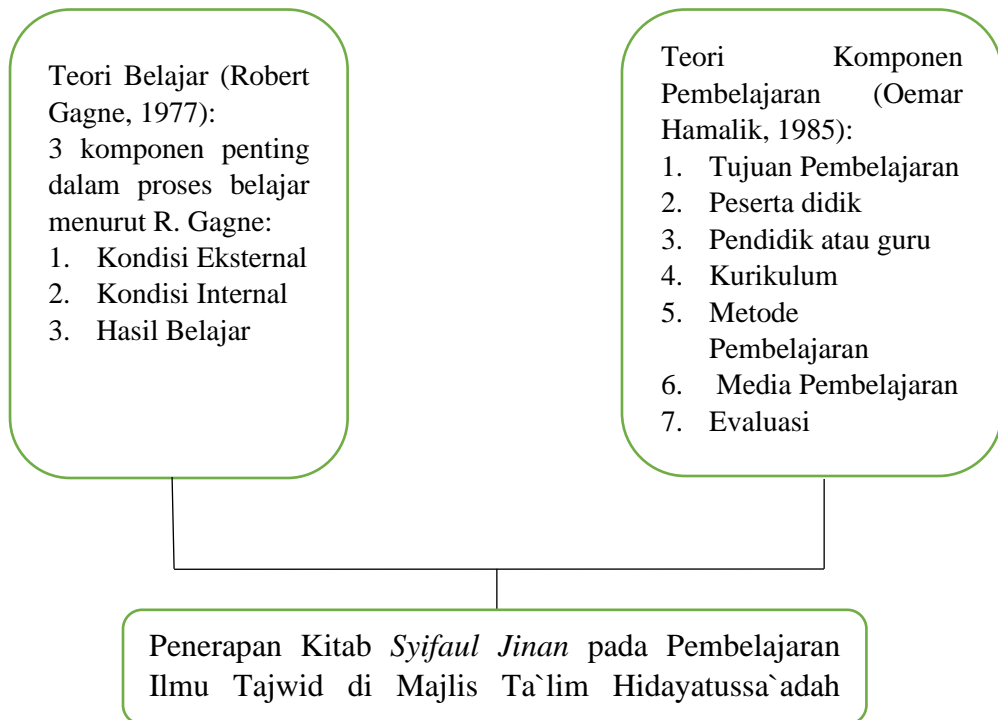 Teori Belajar (Robert
Gagne, 1977):
3 komponen penting
dalam proses belajar
menurut R. Gagne:
1. Kondisi Eksternal
2. Kondisi Internal
3. Hasil Belajar
Teori Komponen
Pembelajaran (Oemar
Hamalik, 1985):
1. Tujuan Pembelajaran
2. Peserta didik
3. Pendidik atau guru
4. Kurikulum
5. Metode
Pembelajaran
6. Media Pembelajaran
7. Evaluasi
Penerapan Kitab Syifaul Jinan pada Pembelajaran
Ilmu Tajwid di Majlis Ta`lim Hidayatussa`adah